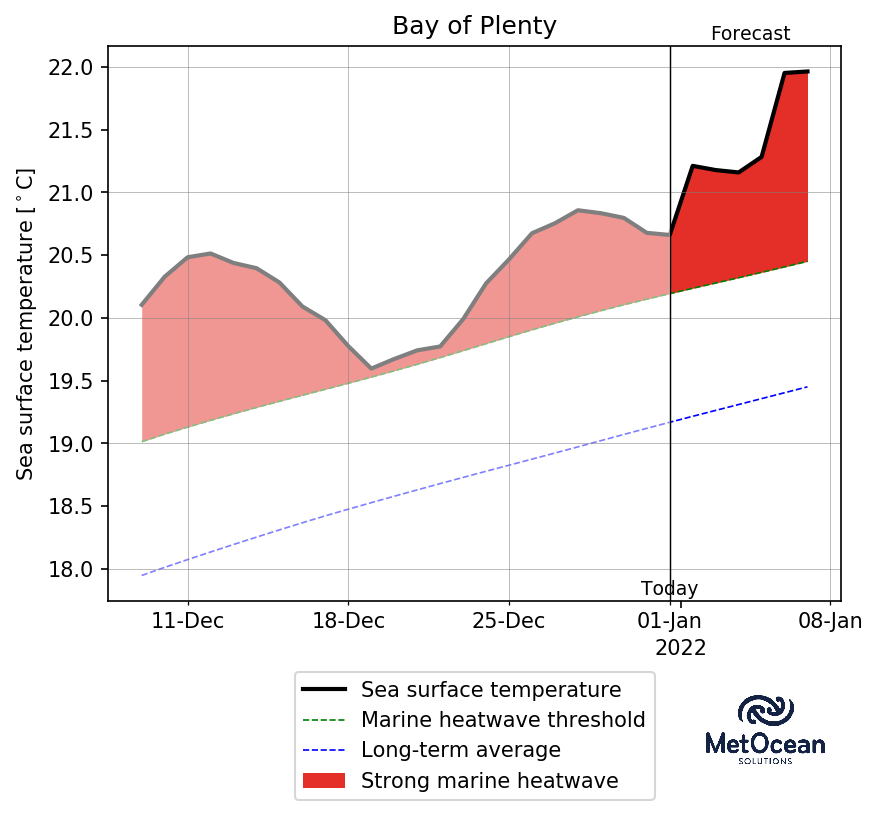 Bay of Plenty
Forecast
Sea surface temperature [°C]
22.0
21.5
21.0
20.5
20.0
19.5
19.0
18.5
18.0
Today
11-Dec 18-Dec 25-Dec 01-Jan 08-Jan
2022
Sea surface temperature
Marine heatwave threshold
Long-term average
Strong marine heatwave
MetOcean
SOLUTIONS